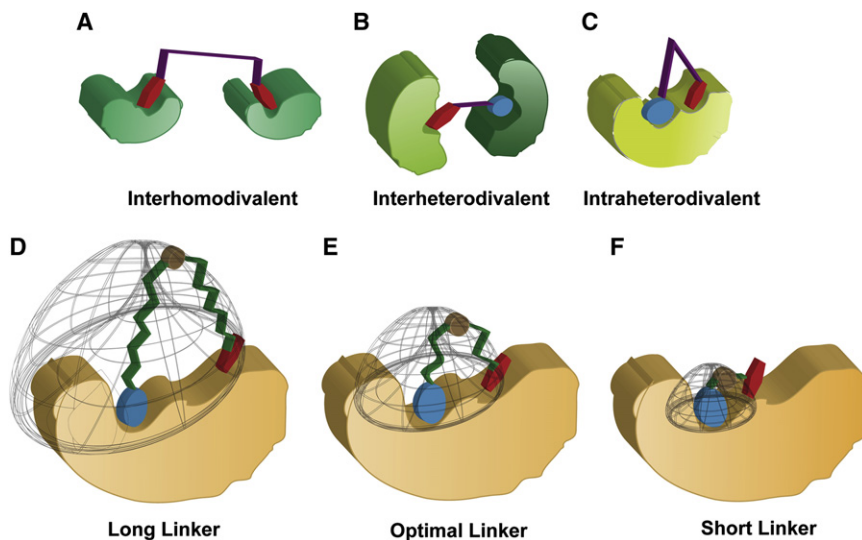 A
B
C
Interhomodivalent
Interheterodivalent
Intraheterodivalent
D
E
F
Long Linker
Optimal Linker
Short Linker